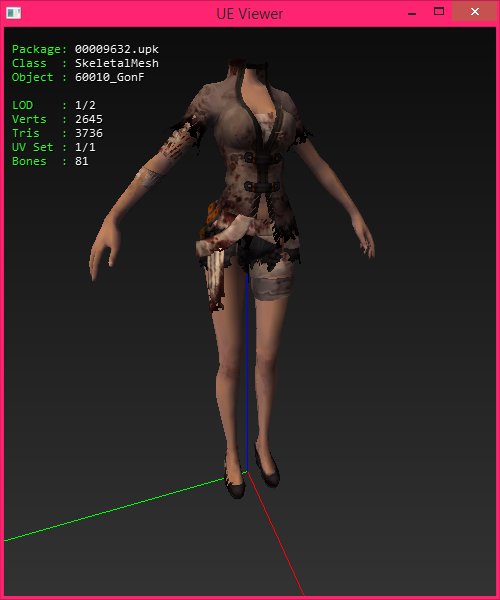 UE Viewer
Package: 00009632.upk
Class : SkeletalMesh
Object : 60010_GonF
LOD : 1/2
Verts : 2645
Tris : 3736
UV Set : 1/1
Bones : 81